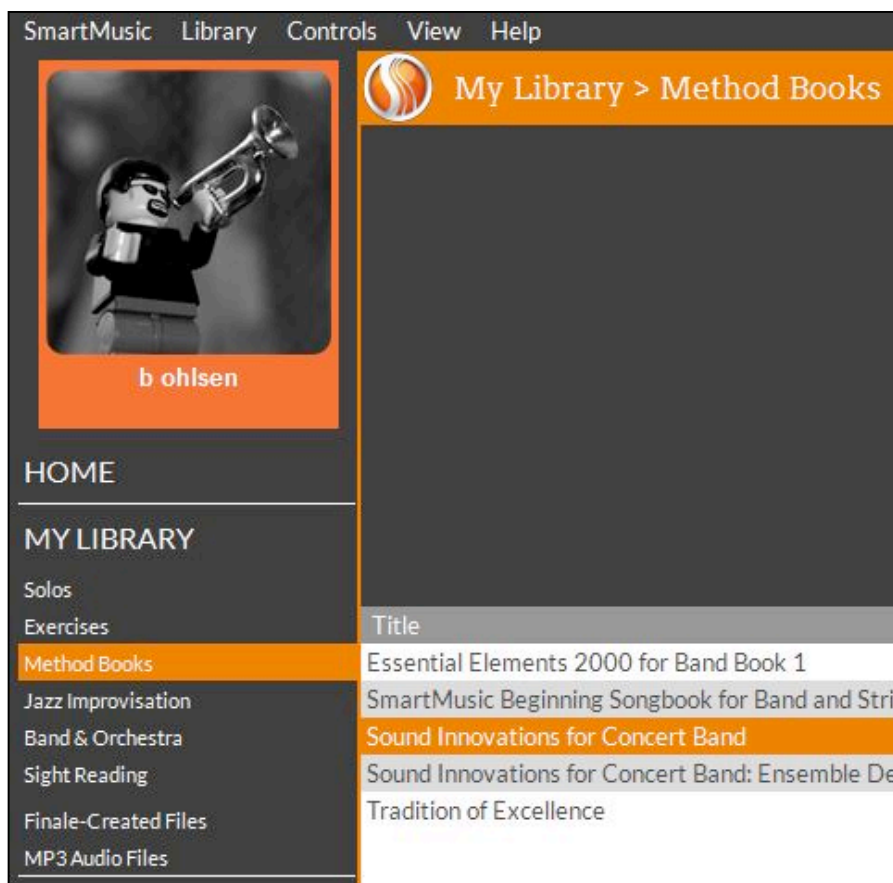 SmartMusic Library Controls View Help
My Library > Method Books
b ohlsen
HOME
MY LIBRARY
Solos
Exercises
Method Books
Jazz Improvisation
Band & Orchestra
Sight Reading
Finale-Created Files
MP3 Audio Files
Title
Essential Elements 2000 for Band Book 1
SmartMusic Beginning Songbook for Band and Stri
Sound Innovations for Concert Band
Sound Innovations for Concert Band: Ensemble De
Tradition of Excellence